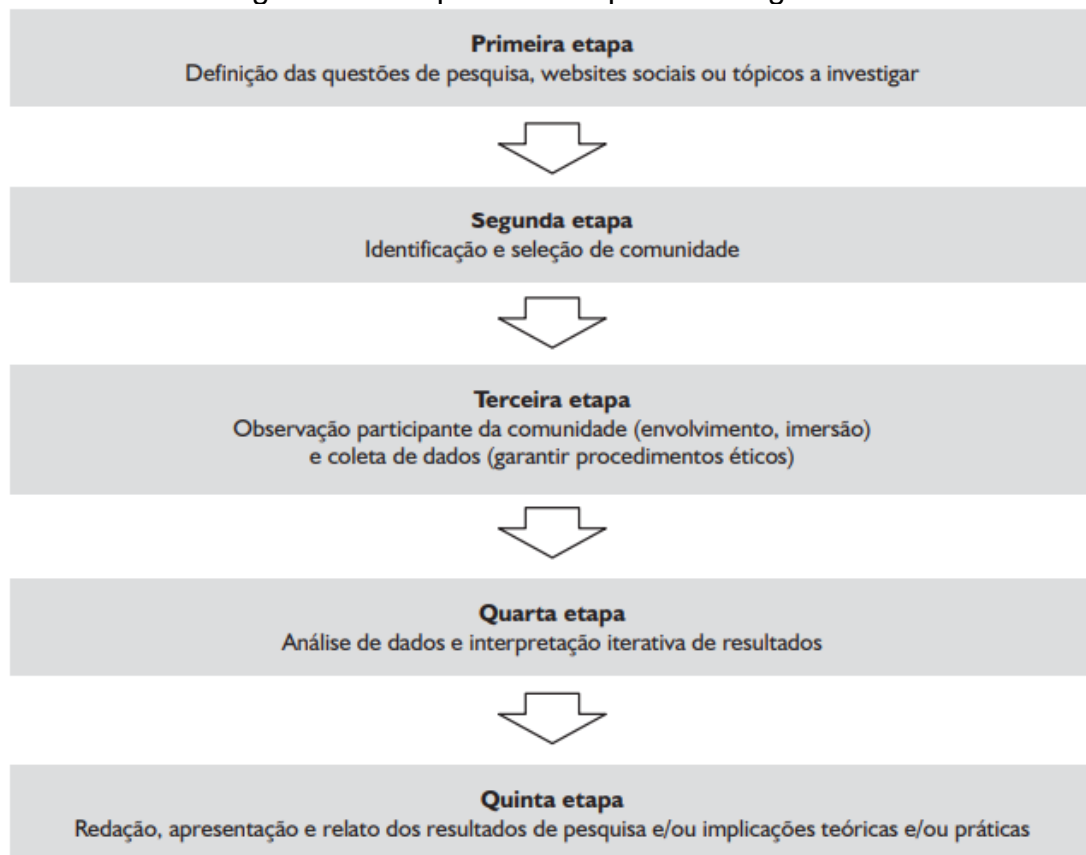 Primeira etapa
Definição das questões de pesquisa, websites sociais ou tópicos a investigar
Segunda etapa
Identificação e seleção de comunidade
Terceira etapa
Observação participante da comunidade (envolvimento, imersão)
e coleta de dados (garantir procedimentos éticos)
Quarta etapa
Análise de dados e interpretação iterativa de resultados
Quinta etapa
Redação, apresentação e relato dos resultados de pesquisa e/ou implicações teóricas e/ou práticas